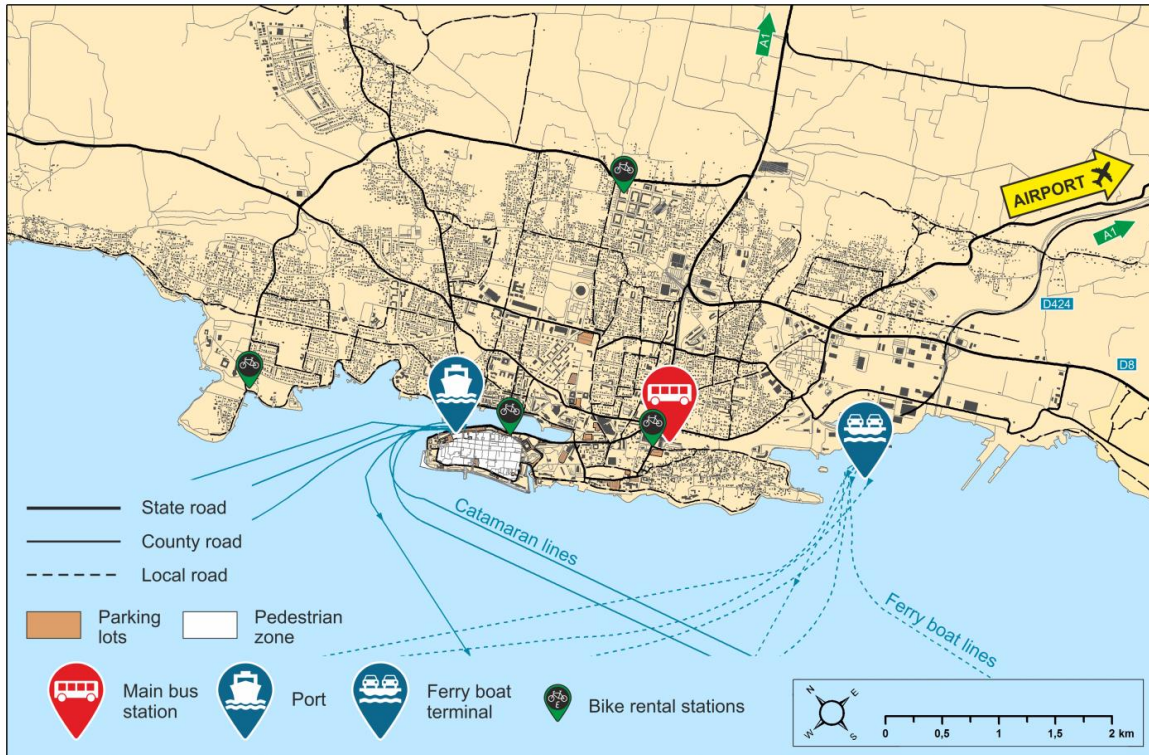 A1
AIRPORT
A1
D424
D8
Catamaran lines
Ferry boat lines
State road
County road
Local road
Parking
lots
Pedestrian
zone
Main bus
station
Port
Ferry boat
terminal
E
Bike rental stations
N
E
W
S
0
0,5
1
1,5
2 km